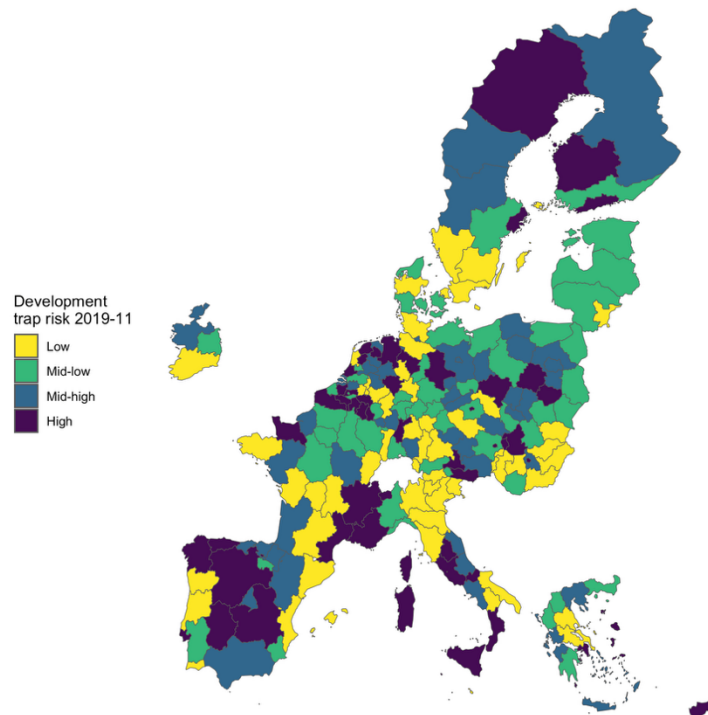 Development
trap risk 2019-11
Low
Mid-low
Mid-high
High